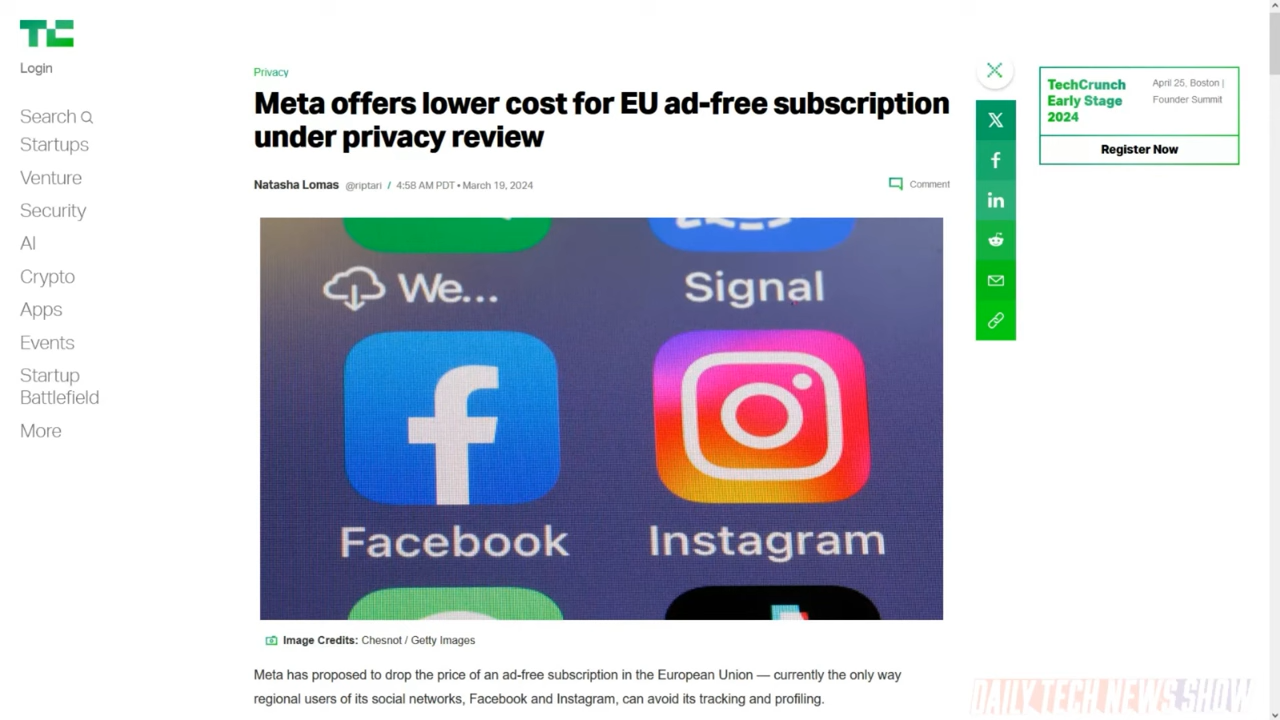 TC
Login
Search
Startups
Venture
Security
AI
Crypto
Apps
Events
Startup
Battlefield
More
Privacy
Meta offers lower cost for EU ad-free subscription
under privacy review
Natasha Lomas @riptari / 4:58 AM PDT • March 19, 2024
Comment
We...
Signal
Facebook
Instagram
Image Credits: Chesnot / Getty Images
Meta has proposed to drop the price of an ad-free subscription in the European Union — currently the only way
regional users of its social networks, Facebook and Instagram, can avoid its tracking and profiling.
X
f
in
TechCrunch
Early Stage
2024
April 25, Boston |
Founder Summit
Register Now
DAILY TECH NEWS SHOW